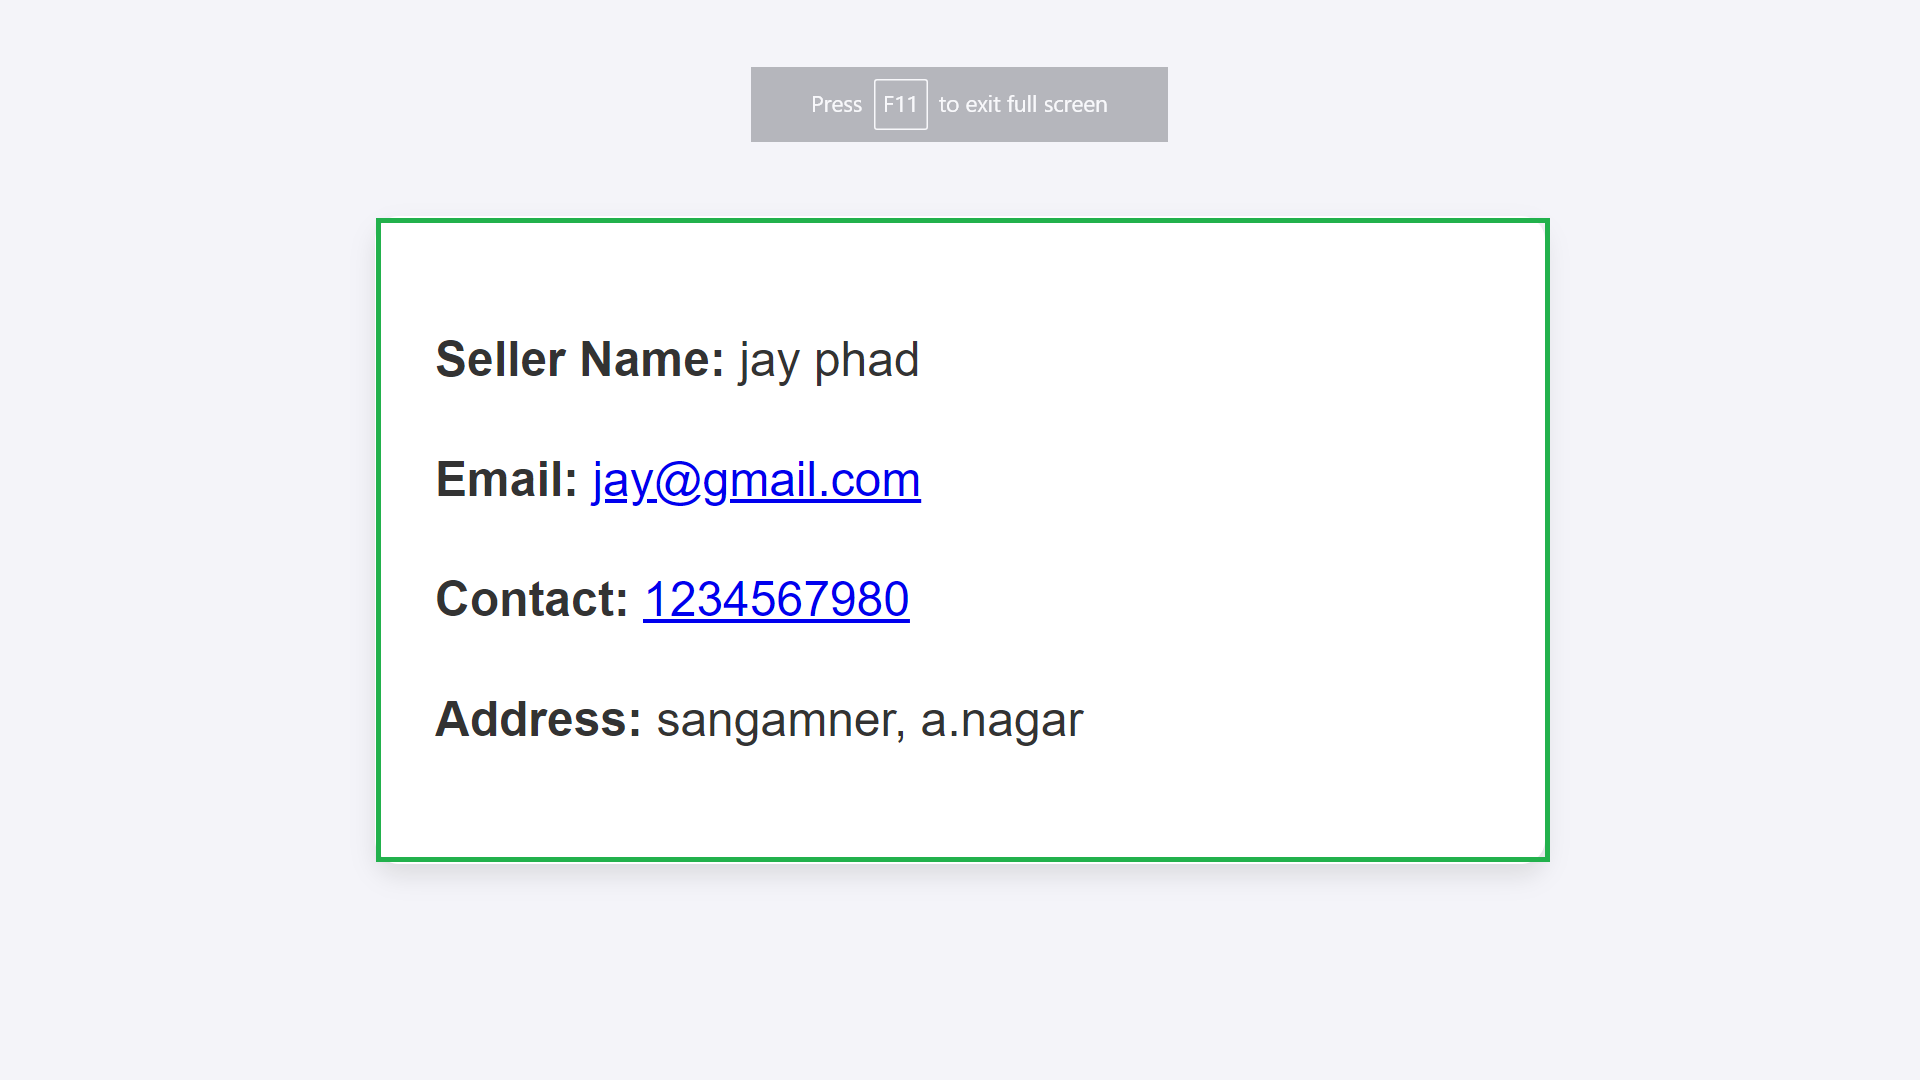 Press F11 to exit full screen
Seller Name: jay phad
Email: jay@gmail.com
Contact: 1234567980
Address: sangamner, a.nagar